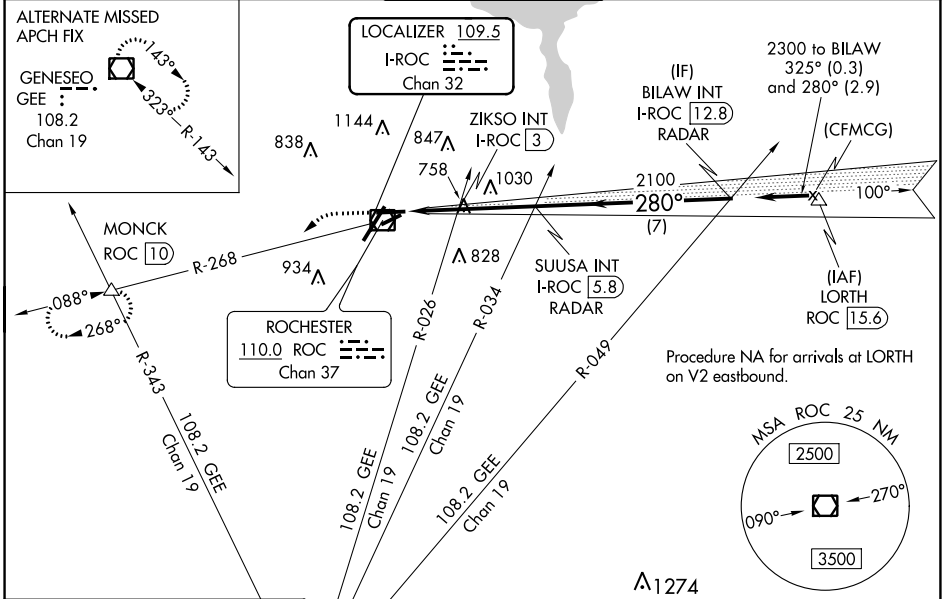 ALTERNATE MISSED
APCH FIX
GENESEO
GEE
108.2
Chan 19
143°
323°
R-143
LOCALIZER 109.5
I-ROC
Chan 32
2300 to BILAW
325° (0.3)
and 280° (2.9)
(IF)
BILAW INT
I-ROC 12.8
RADAR
(CFMCG)
ZIKSO INT
I-ROC 3
1144
838
847
758
1030
2100
280°
(7)
100°
MONCK
ROC 10
R-268
088°
268°
934
828
SUUSA INT
I-ROC 5.8
RADAR
(IAF)
LORTH
ROC 15.6
ROCHESTER
110.0 ROC
Chan 37
R-026
R-034
R-049
R-343
Procedure NA for arrivals at LORTH
on V2 eastbound.
108.2 GEE
Chan 19
108.2 GEE
Chan 19
108.2 GEE
Chan 19
108.2 GEE
Chan 19
MSA ROC 25 NM
2500
090°
270°
3500
1274